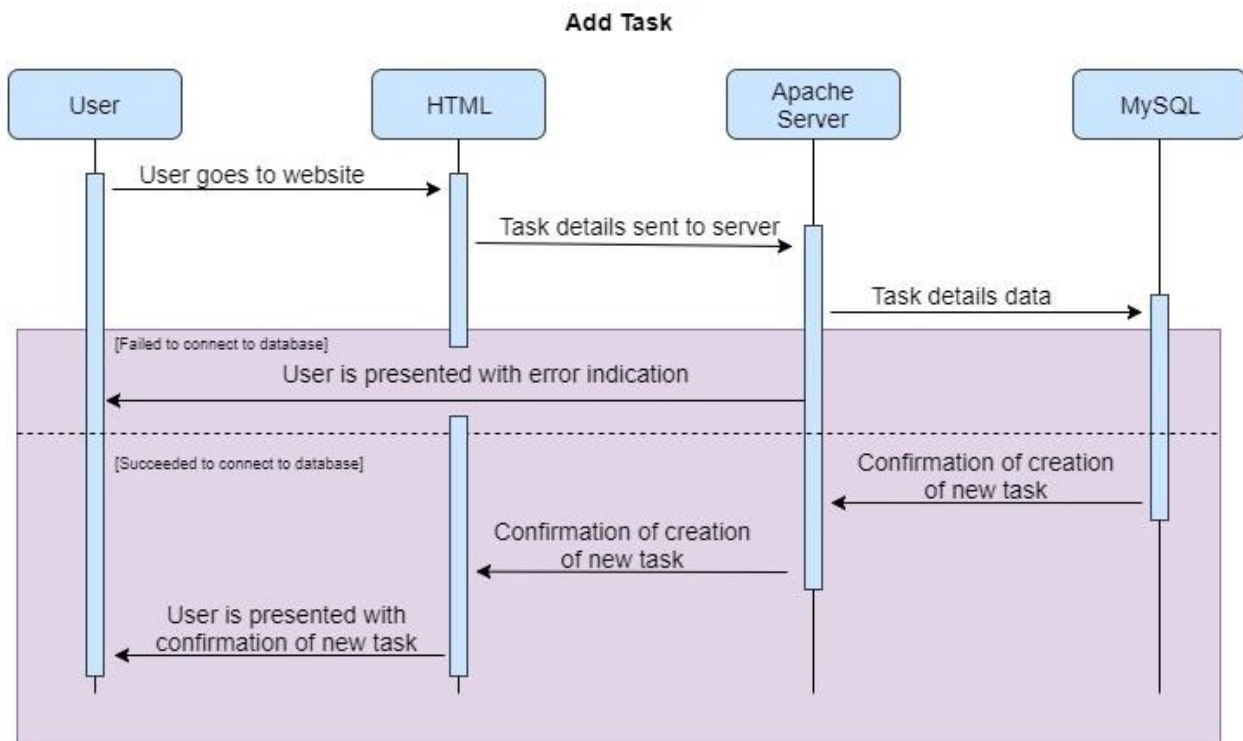 Add Task
User
HTML
Apache
Server
MySQL
User goes to website
Task details sent to server
Task details data
[Failed to connect to database]
User is presented with error indication
[Succeeded to connect to database]
Confirmation of creation
of new task
Confirmation of creation
of new task
User is presented with
confirmation of new task